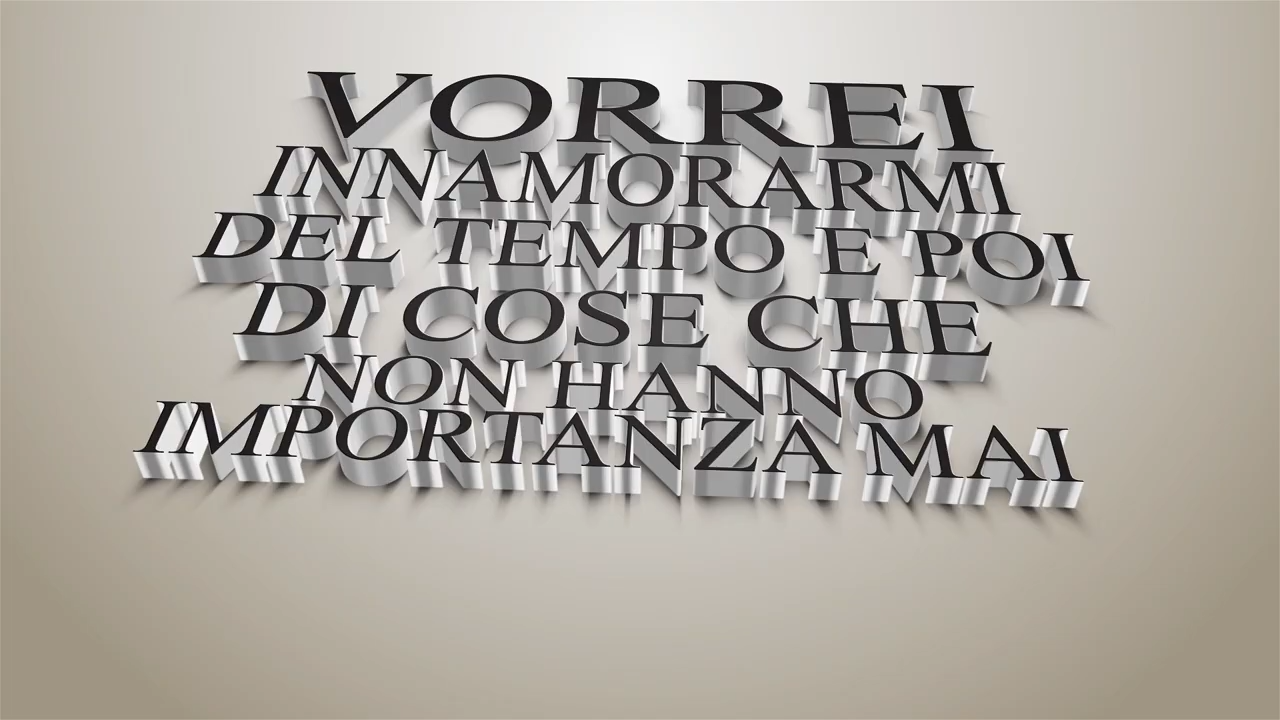 VORREI
INNAMORARMI
DEL TEMPO E POI
DI COSE CHE
NON HANNO
IMPORTANZA MAI